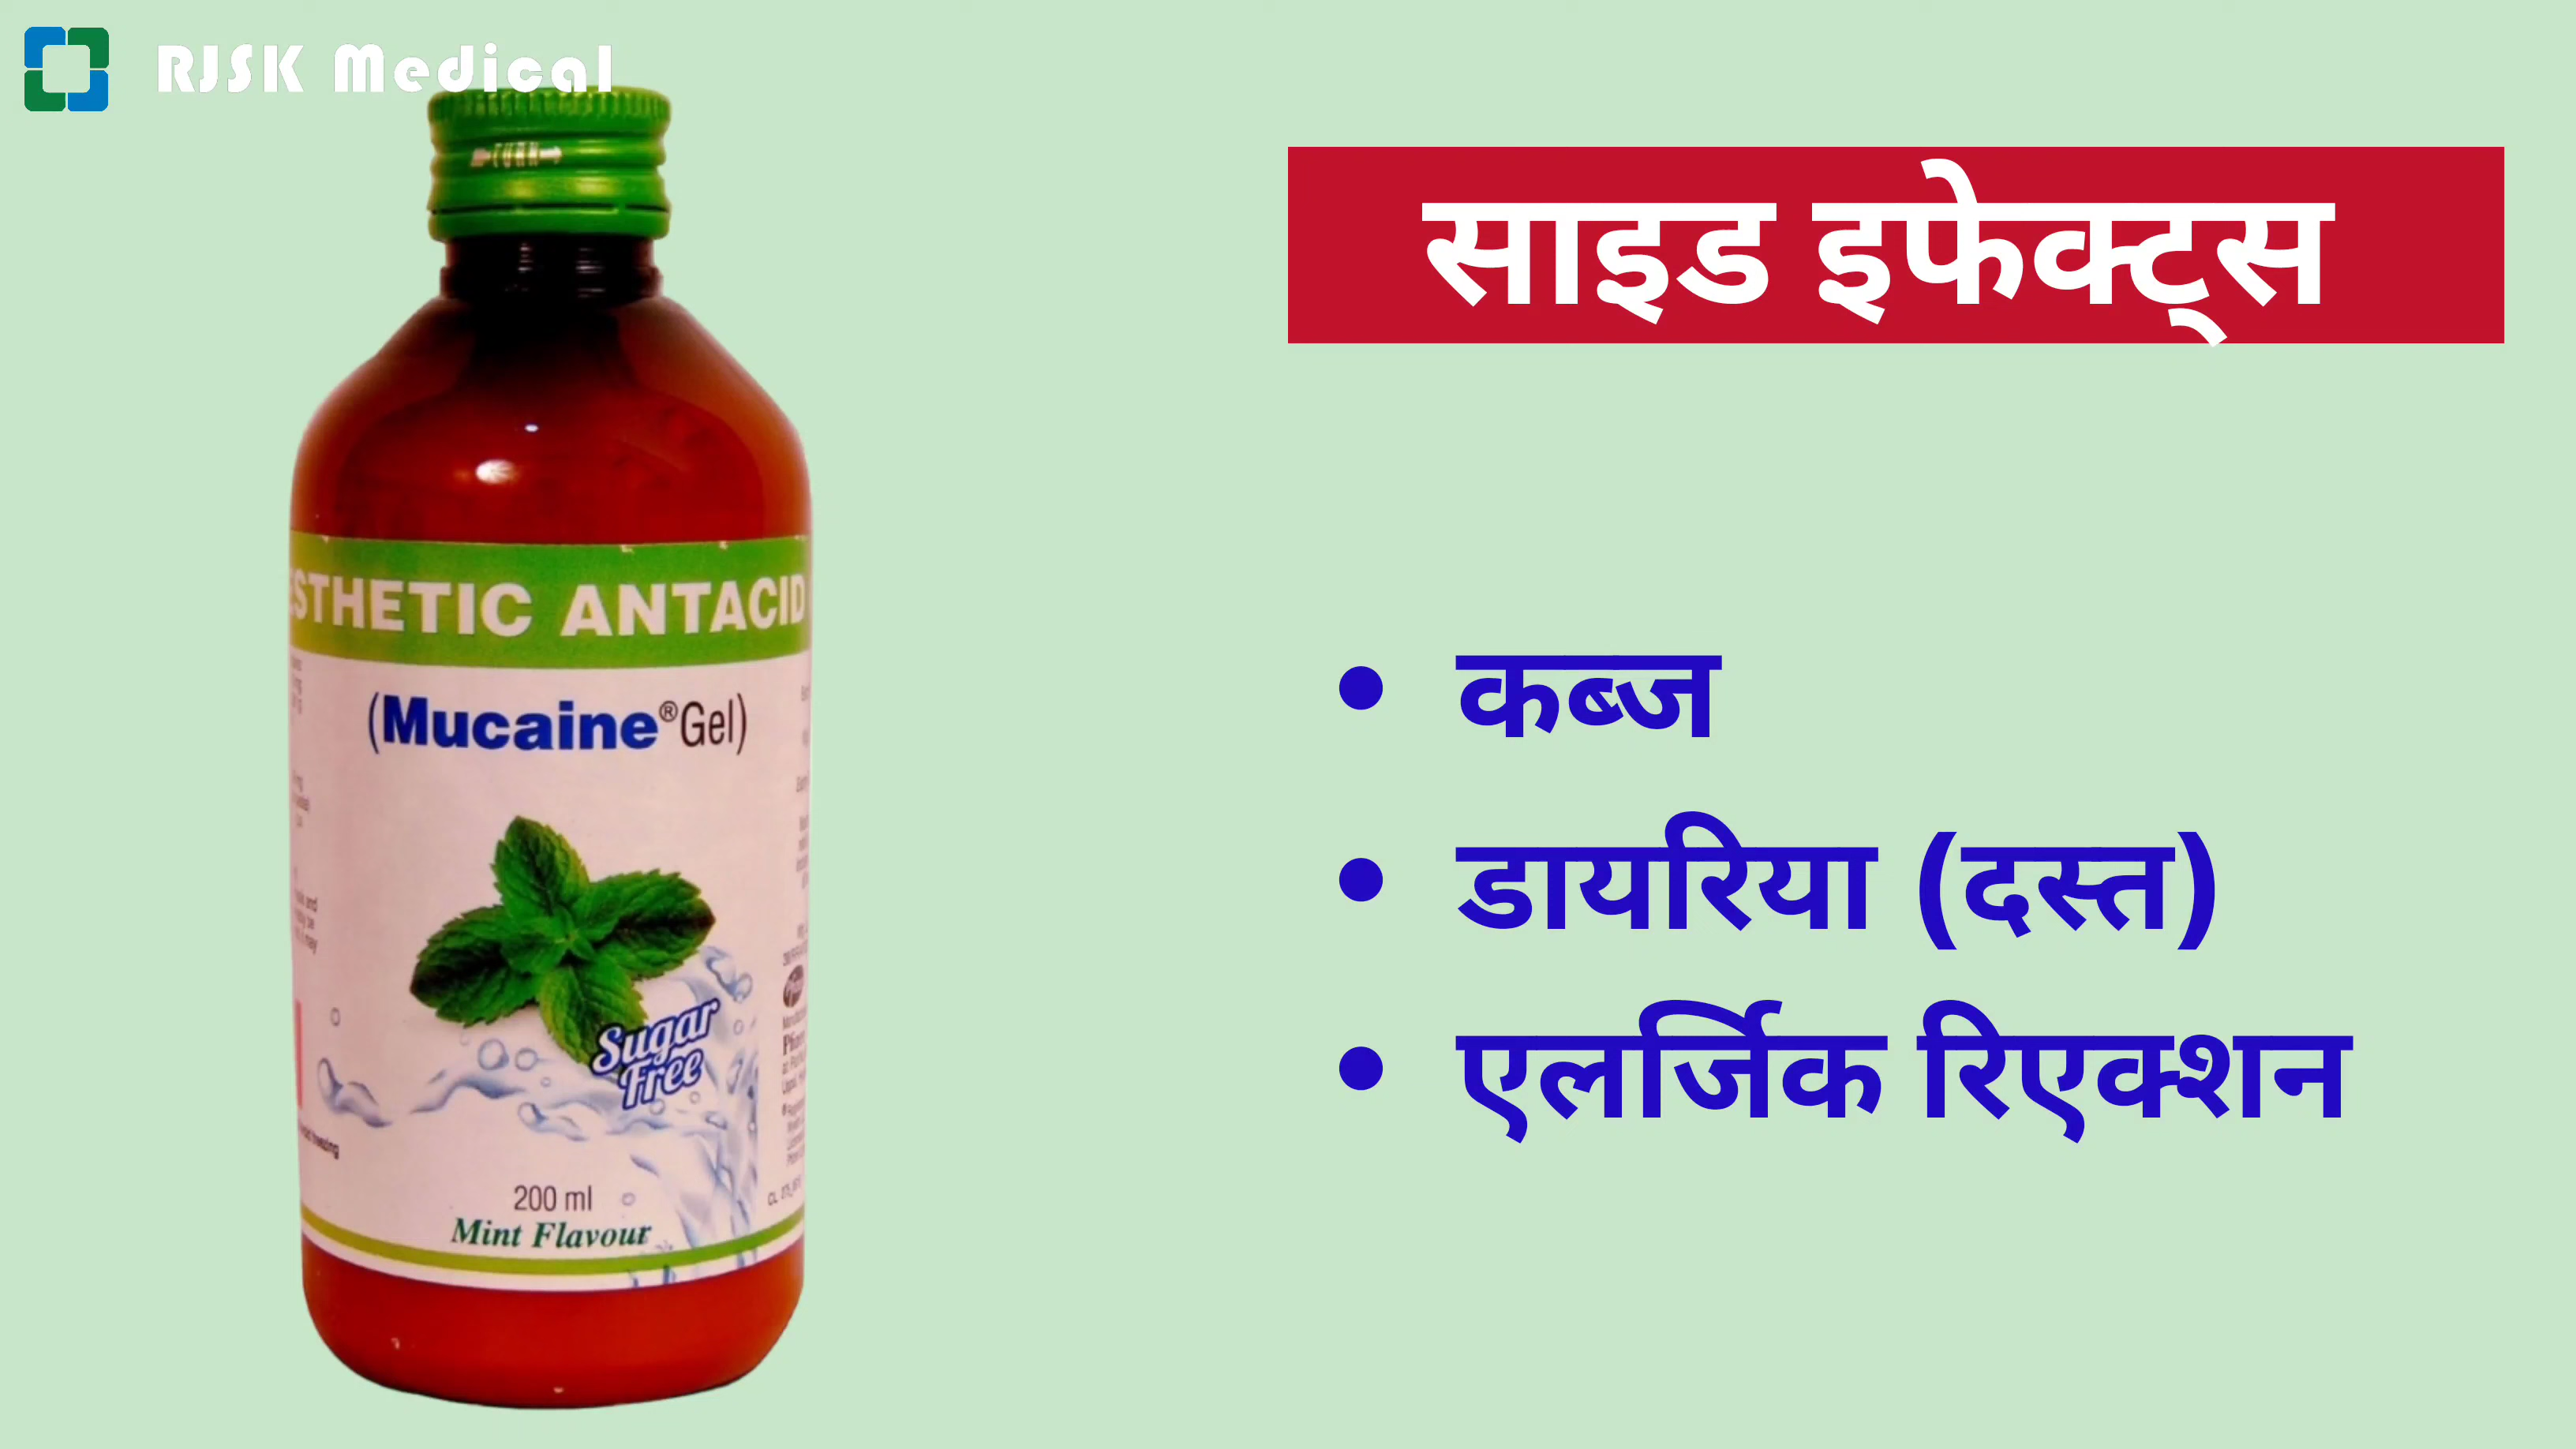 RJSK Medical
साइड इफेक्ट्स
TURN
STHETIC ANTACID
(Mucaine®Gel)
Sugar
Free
200 ml
Mint Flavour
कब्ज
डायरिया (दस्त)
एलर्जिक रिएक्शन